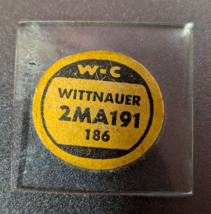 W-C
WITTNAUER
2MA191
186